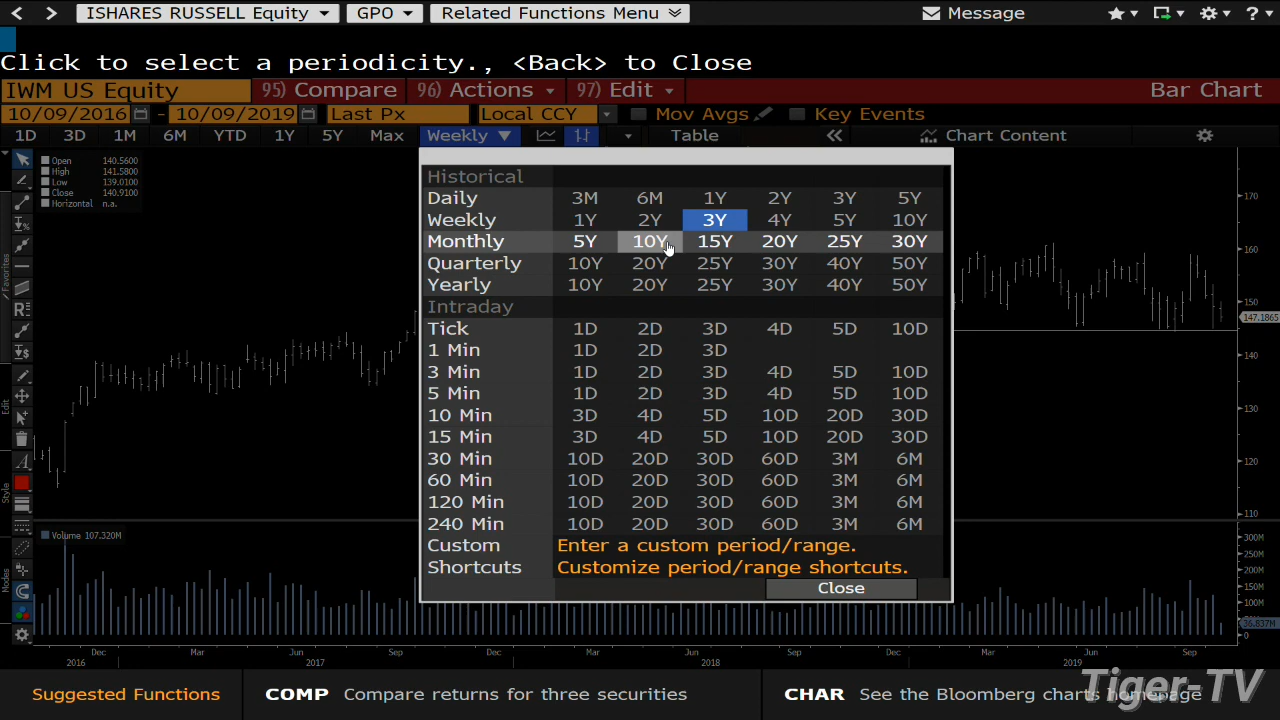 ISHARES RUSSELL Equity GPO Related Functions Menu Message ?
Click to select a periodicity., <Back> to Close
IWM US Equity 95) Compare 96) Actions 97) Edit Bar Chart
10/09/2016 - 10/09/2019 Last Px Local CCY Mov Avgs Key Events
1D 3D 1M 6M YTD 1Y 5Y Max Weekly Table Chart Content
Open 140.5600
High 141.5800
Low 139.0100
Close 140.9100
Horizontal n.a.
Historical
Daily 3M 6M 1Y 2Y 3Y 5Y
Weekly 1Y 2Y 3Y 4Y 5Y 10Y
Monthly 5Y 10Y 15Y 20Y 25Y 30Y
Quarterly 10Y 20Y 25Y 30Y 40Y 50Y
Yearly 10Y 20Y 25Y 30Y 40Y 50Y
Intraday
Tick 1D 2D 3D 4D 5D 10D
1 Min 1D 2D 3D
3 Min 1D 2D 3D 4D 5D 10D
5 Min 1D 2D 3D 4D 5D 10D
10 Min 3D 4D 5D 10D 20D 30D
15 Min 3D 4D 5D 10D 20D 30D
30 Min 10D 20D 30D 60D 3M 6M
60 Min 10D 20D 30D 60D 3M 6M
120 Min 10D 20D 30D 60D 3M 6M
240 Min 10D 20D 30D 60D 3M 6M
Custom Enter a custom period/range.
Shortcuts Customize period/range shortcuts.
Close
Favorites
Edit
Style
Modes
170
160
150
147.1865
140
130
120
110
Volume 107.320M
300M
250M
200M
150M
100M
36.837M
0
Dec Mar Jun Sep Dec Mar Jun Sep Dec Mar Jun Sep
2016 2017 2018 2019
Suggested Functions COMP Compare returns for three securities CHAR See the Bloomberg charts homepage
Tiger-TV